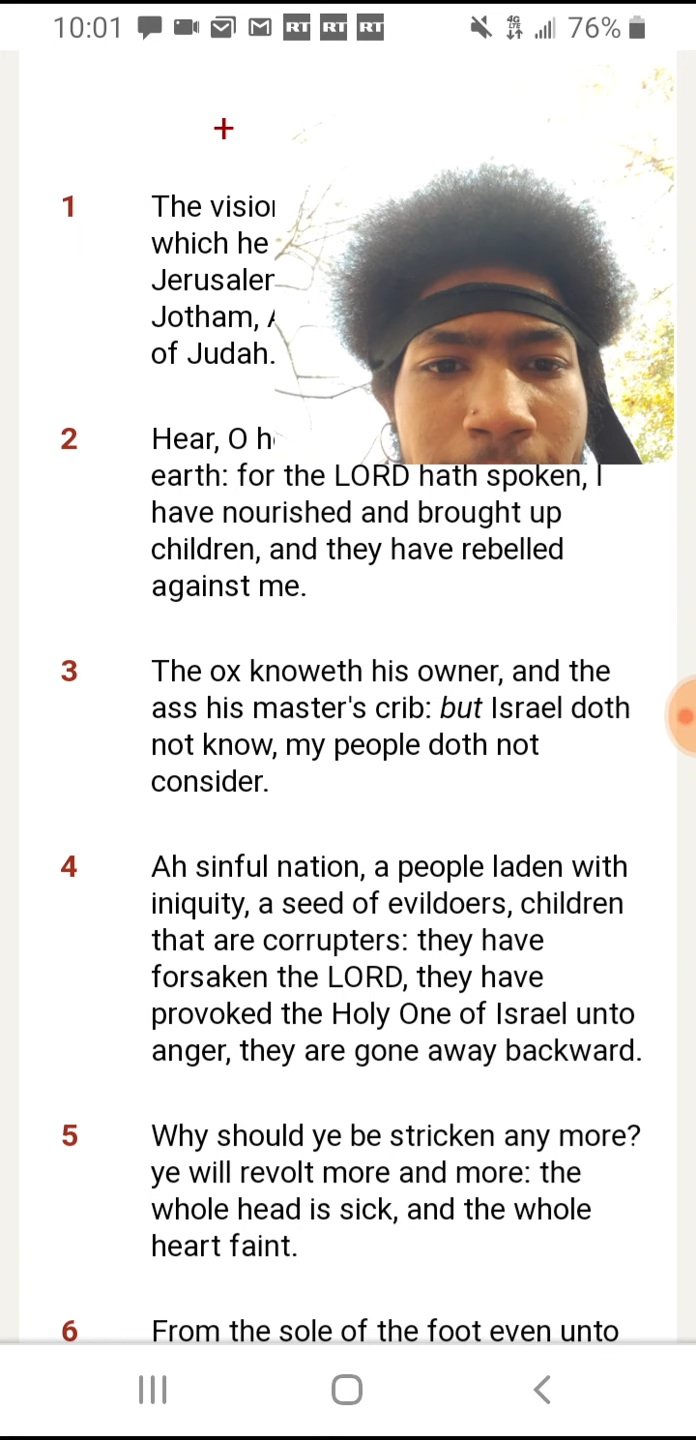 10:01 RT RT RT 4G LTE 76%
+
1 The
which he
Jotham,
of Judah.
2 Hear, O
earth: for the LORD hath spoken, I
have nourished and brought up
children, and they have rebelled
against me.
3 The ox knoweth his owner, and the
ass his master's crib: but Israel doth
not know, my people doth not
consider.
4 Ah sinful nation, a people laden with
iniquity, a seed of evildoers, children
that are corrupters: they have
forsaken the LORD, they have
provoked the Holy One of Israel unto
anger, they are gone away backward.
5 Why should ye be stricken any more?
ye will revolt more and more: the
whole head is sick, and the whole
heart faint.
6 From the sole of the foot even unto